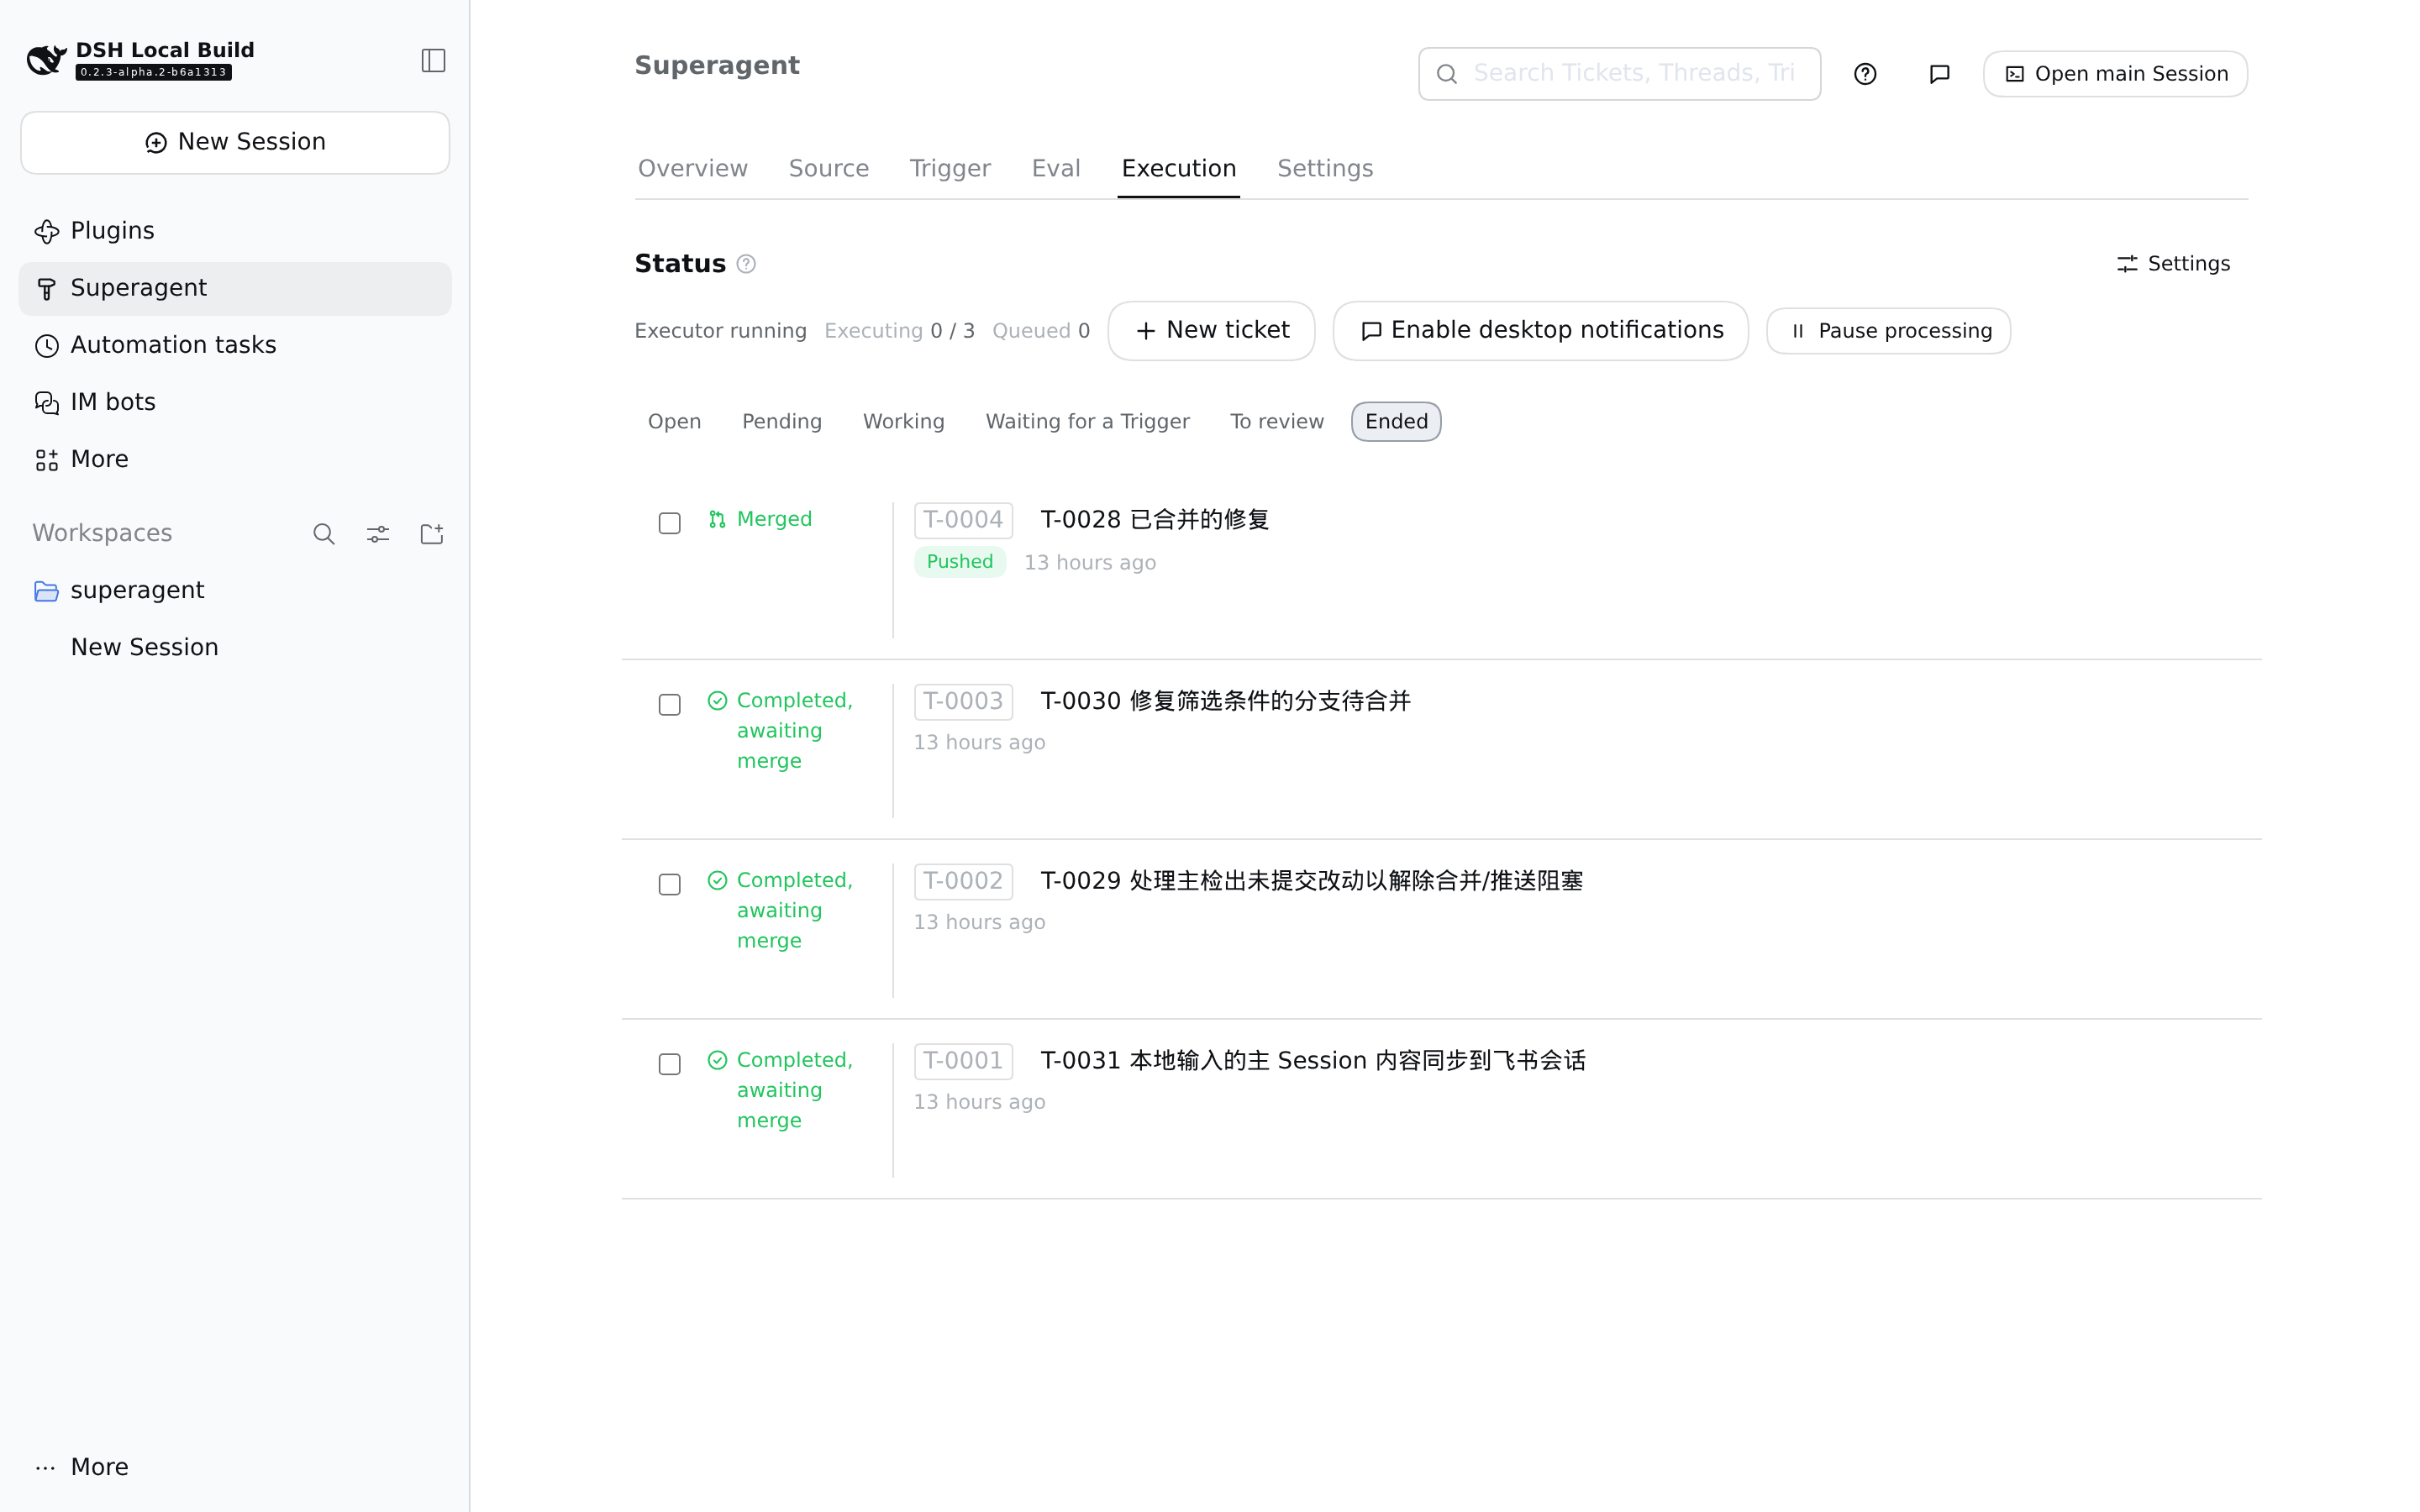 DSH Local Build
0.2.3-alpha.2-b6a1313
New Session
Plugins
Superagent
Automation tasks
IM bots
More
Workspaces
superagent
New Session
More
Superagent
Search Tickets, Threads, Tri
Open main Session
Overview Source Trigger Eval Execution Settings
Status
Settings
Executor running Executing 0 / 3 Queued 0 New ticket Enable desktop notifications Pause processing
Open Pending Working Waiting for a Trigger To review Ended
Merged
T-0004 T-0028 已合并的修复
Pushed 13 hours ago
Completed,
awaiting
merge
T-0003 T-0030 修复筛选条件的分支待合并
13 hours ago
Completed,
awaiting
merge
T-0002 T-0029 处理主检出未提交改动以解除合并/推送阻塞
13 hours ago
Completed,
awaiting
merge
T-0001 T-0031 本地输入的主 Session 内容同步到飞书会话
13 hours ago